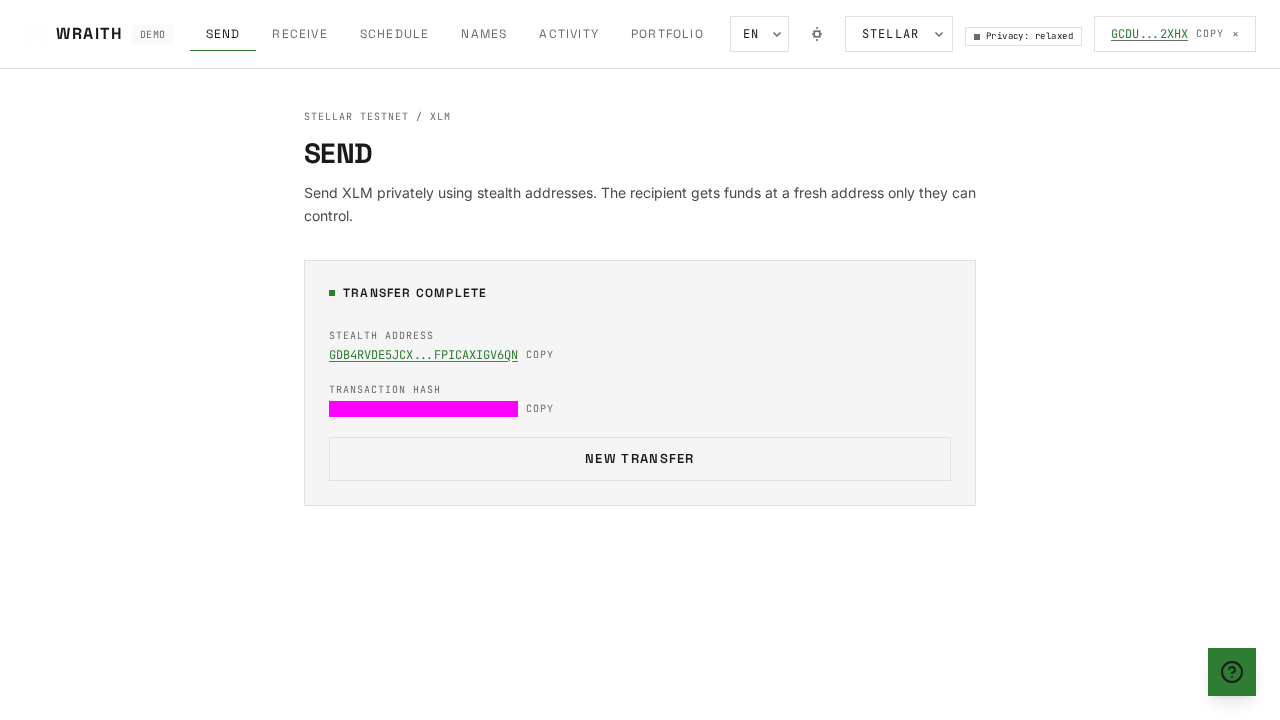 WRAITH DEMO SEND RECEIVE SCHEDULE NAMES ACTIVITY PORTFOLIO EN STELLAR Privacy: relaxed GCDU...2XHX COPY ×
STELLAR TESTNET / XLM
SEND
Send XLM privately using stealth addresses. The recipient gets funds at a fresh address only they can
control.
TRANSFER COMPLETE
STEALTH ADDRESS
GDB4RVDE5JCX...FPICAXIGV6QN COPY
TRANSACTION HASH
COPY
NEW TRANSFER